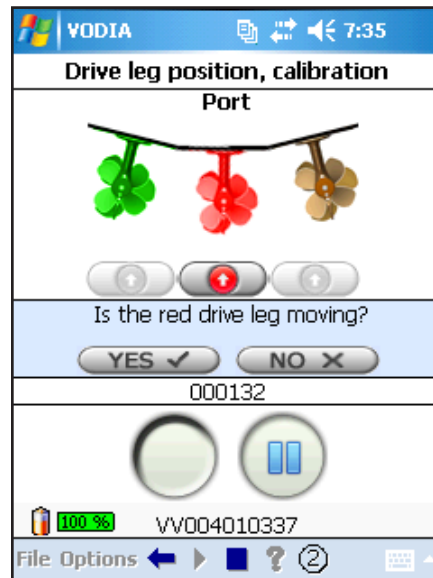 VODIA 7:35
Drive leg position, calibration
Port
Is the red drive leg moving?
YES NO
000132
100 % VV004010337
File Options ? 2